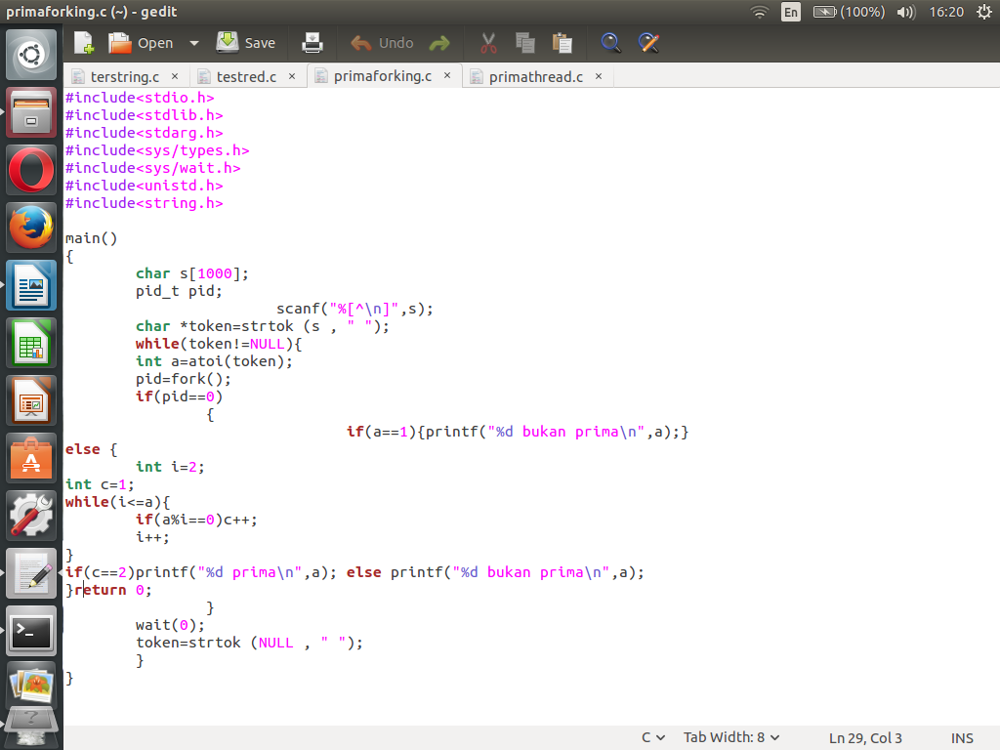 primaforking.c (~) - gedit
En (100%) 16:20
Open Save Undo
terstring.c × testred.c × primaforking.c × primathread.c ×
#include<stdio.h>
#include<stdlib.h>
#include<stdarg.h>
#include<sys/types.h>
#include<sys/wait.h>
#include<unistd.h>
#include<string.h>
main()
{
        char s[1000];
        pid_t pid;
                        scanf("%[^\n]",s);
        char *token=strtok (s , " ");
        while(token!=NULL){
        int a=atoi(token);
        pid=fork();
        if(pid==0)
                {
                                if(a==1){printf("%d bukan prima\n",a);}
else {
        int i=2;
int c=1;
while(i<=a){
        if(a%i==0)c++;
        i++;
}
if(c==2)printf("%d prima\n",a); else printf("%d bukan prima\n",a);
}return 0;
                }
        wait(0);
        token=strtok (NULL , " ");
        }
}
C Tab Width: 8 Ln 29, Col 3 INS